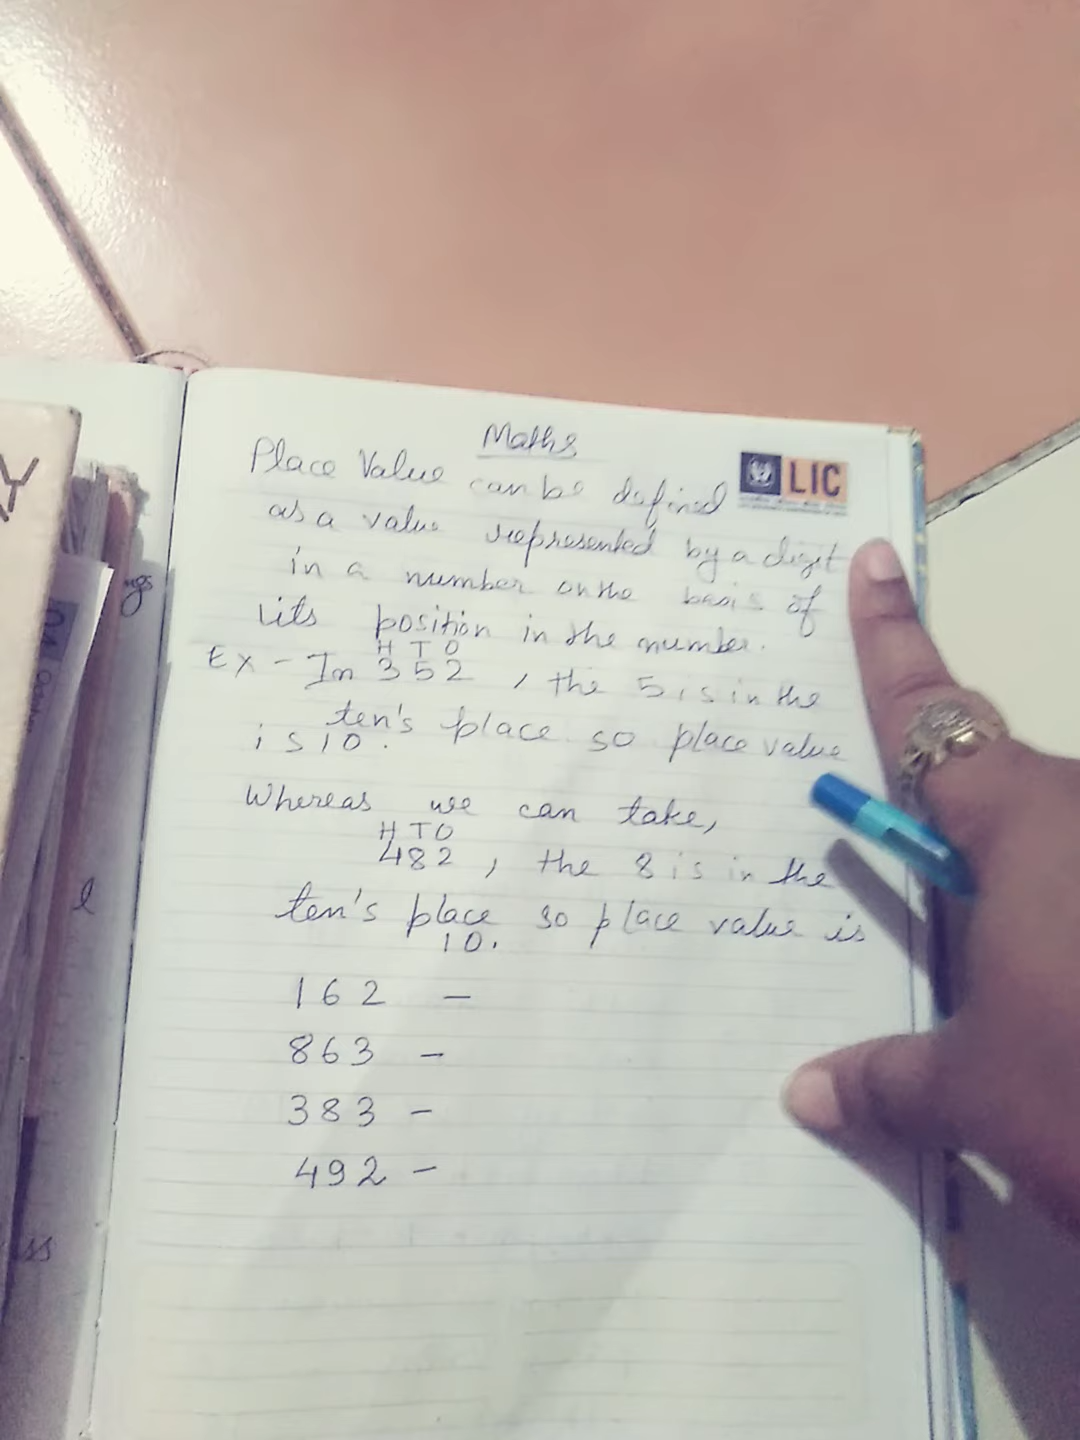 Maths
LIC
Place Value can be defined
as a value represented by a digit
in a number on the basis of
its position in the number.
H T O
Ex - In 352 , the 5 is in the
ten's place so place value
is 10.
Whereas we can take,
H T O
482 , the 8 is in the
ten's place so place value is
10.
162 -
863 -
383 -
492 -
Y
ngs
l
ss